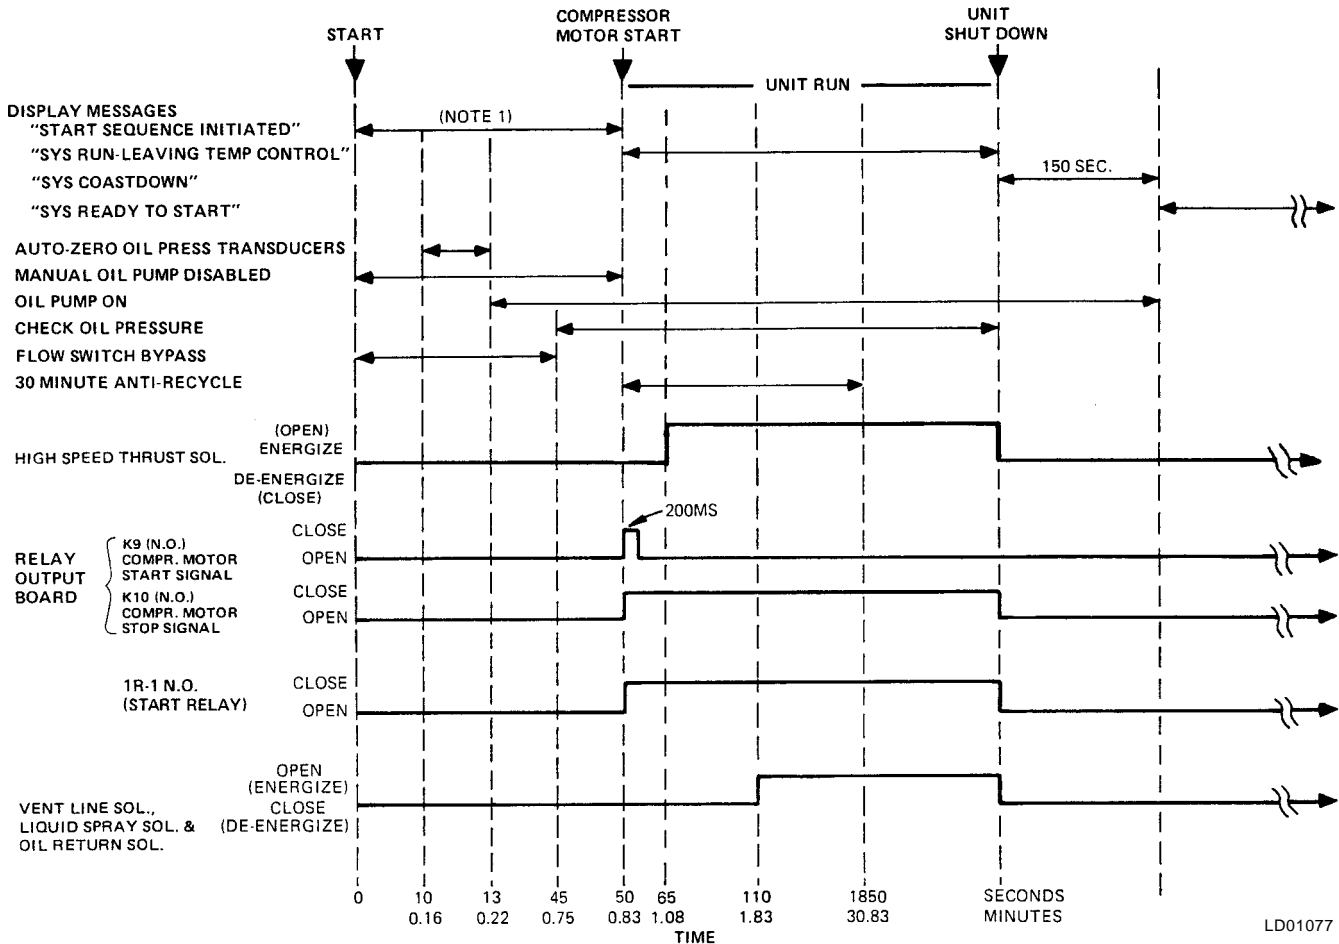 START
COMPRESSOR
MOTOR START
UNIT
SHUT DOWN
UNIT RUN
DISPLAY MESSAGES
"START SEQUENCE INITIATED"
(NOTE 1)
"SYS RUN-LEAVING TEMP CONTROL"
"SYS COASTDOWN"
150 SEC.
"SYS READY TO START"
AUTO-ZERO OIL PRESS TRANSDUCERS
MANUAL OIL PUMP DISABLED
OIL PUMP ON
CHECK OIL PRESSURE
FLOW SWITCH BYPASS
30 MINUTE ANTI-RECYCLE
HIGH SPEED THRUST SOL.
(OPEN)
ENERGIZE
DE-ENERGIZE
(CLOSE)
200MS
RELAY
OUTPUT
BOARD
K9 (N.O.)
COMPR. MOTOR
START SIGNAL
CLOSE
OPEN
K10 (N.O.)
COMPR. MOTOR
STOP SIGNAL
CLOSE
OPEN
1R-1 N.O.
(START RELAY)
CLOSE
OPEN
VENT LINE SOL.,
LIQUID SPRAY SOL. &
OIL RETURN SOL.
OPEN
(ENERGIZE)
CLOSE
(DE-ENERGIZE)
0 10 13 45 50 65 110 1850 SECONDS
0.16 0.22 0.75 0.83 1.08 1.83 30.83 MINUTES
TIME
LD01077